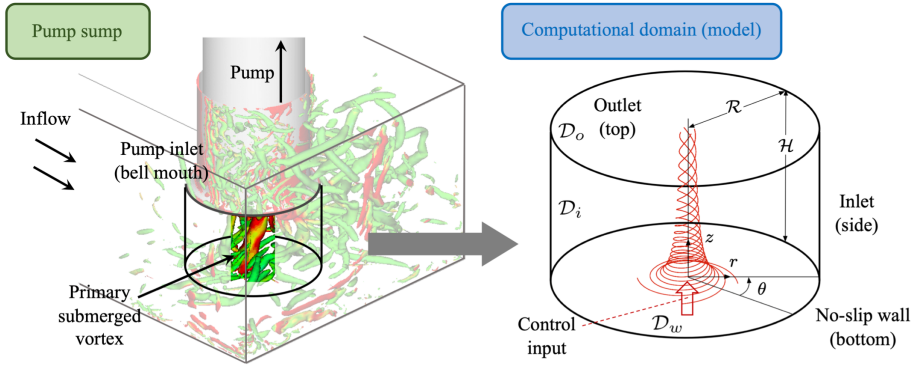 Pump sump
Computational domain (model)
Pump
Inflow
Pump inlet
(bell mouth)
Primary
submerged
vortex
Outlet
(top)
𝓡
𝓓ₒ
𝓗
𝓓ᵢ
Inlet
(side)
z
r
θ
Control
input
𝓓_w
No-slip wall
(bottom)